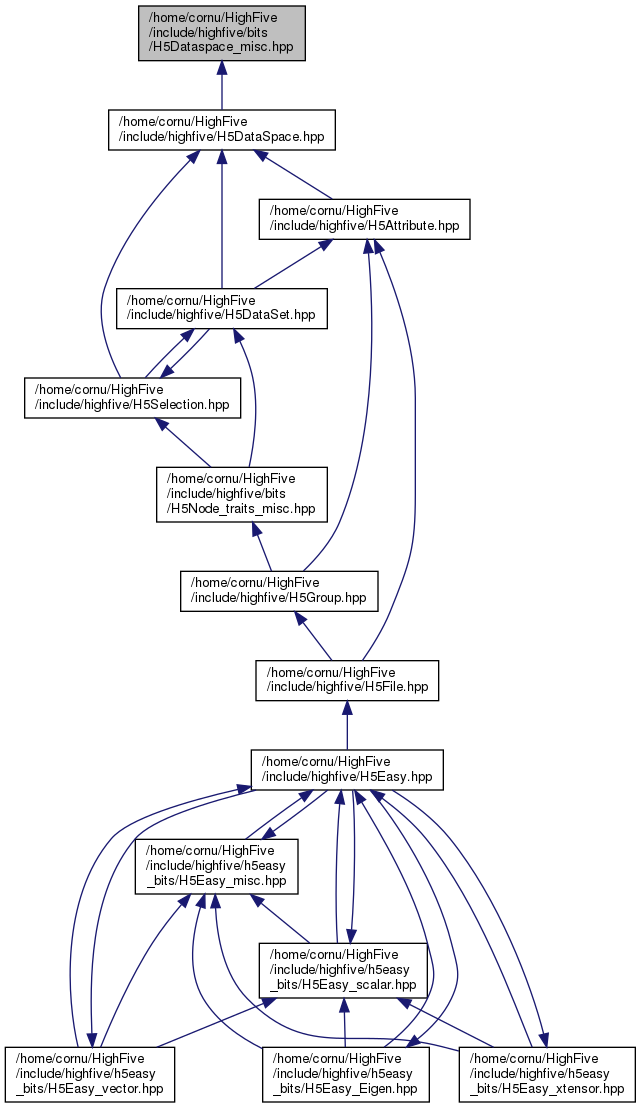 /home/cornu/HighFive
/include/highfive/bits
/H5Dataspace_misc.hpp
/home/cornu/HighFive
/include/highfive/H5DataSpace.hpp
/home/cornu/HighFive
/include/highfive/H5Attribute.hpp
/home/cornu/HighFive
/include/highfive/H5DataSet.hpp
/home/cornu/HighFive
/include/highfive/H5Selection.hpp
/home/cornu/HighFive
/include/highfive/bits
/H5Node_traits_misc.hpp
/home/cornu/HighFive
/include/highfive/H5Group.hpp
/home/cornu/HighFive
/include/highfive/H5File.hpp
/home/cornu/HighFive
/include/highfive/H5Easy.hpp
/home/cornu/HighFive
/include/highfive/h5easy
_bits/H5Easy_misc.hpp
/home/cornu/HighFive
/include/highfive/h5easy
_bits/H5Easy_scalar.hpp
/home/cornu/HighFive
/include/highfive/h5easy
_bits/H5Easy_vector.hpp
/home/cornu/HighFive
/include/highfive/h5easy
_bits/H5Easy_Eigen.hpp
/home/cornu/HighFive
/include/highfive/h5easy
_bits/H5Easy_xtensor.hpp